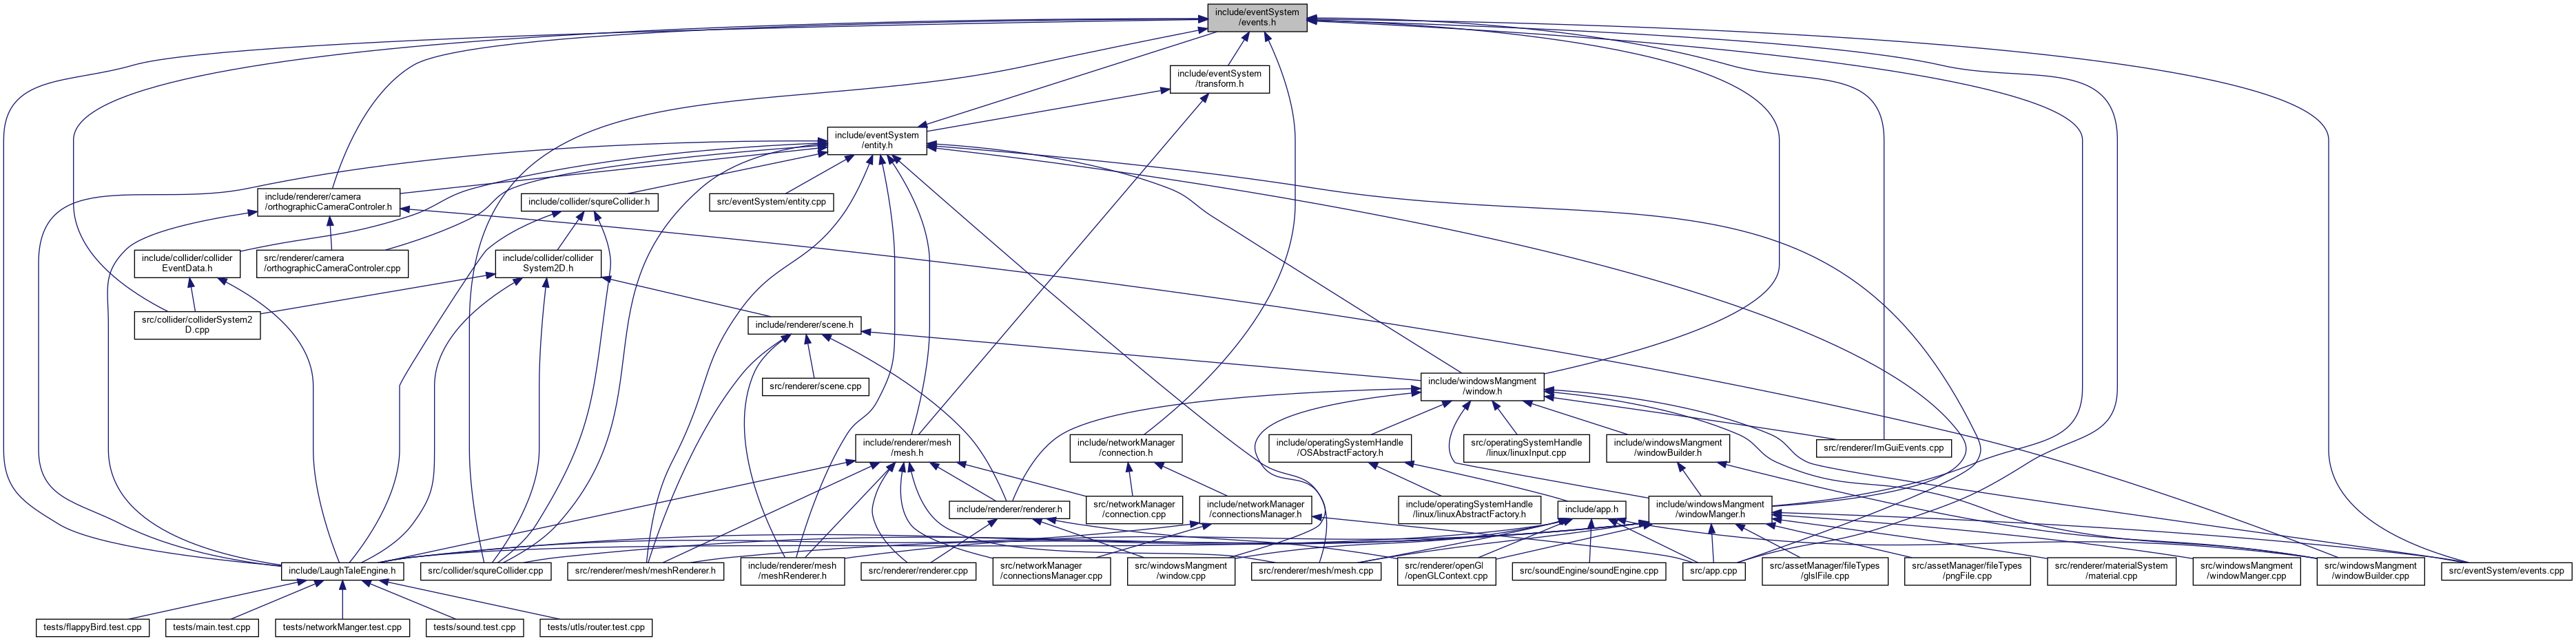 include/eventSystem
/events.h
include/eventSystem
/transform.h
include/eventSystem
/entity.h
include/renderer/camera
/orthographicCameraControler.h
include/collider/squreCollider.h
src/eventSystem/entity.cpp
include/collider/collider
EventData.h
src/renderer/camera
/orthographicCameraControler.cpp
include/collider/collider
System2D.h
src/collider/colliderSystem2
D.cpp
include/renderer/scene.h
src/renderer/scene.cpp
include/windowsMangment
/window.h
include/renderer/mesh
/mesh.h
include/networkManager
/connection.h
include/operatingSystemHandle
/OSAbstractFactory.h
src/operatingSystemHandle
/linux/linuxInput.cpp
include/windowsMangment
/windowBuilder.h
src/renderer/ImGuiEvents.cpp
include/renderer/renderer.h
src/networkManager
/connection.cpp
include/networkManager
/connectionsManager.h
include/operatingSystemHandle
/linux/linuxAbstractFactory.h
include/app.h
include/windowsMangment
/windowManger.h
include/LaughTaleEngine.h
src/collider/squreCollider.cpp
src/renderer/mesh/meshRenderer.h
include/renderer/mesh
/meshRenderer.h
src/renderer/renderer.cpp
src/networkManager
/connectionsManager.cpp
src/windowsMangment
/window.cpp
src/renderer/mesh/mesh.cpp
src/renderer/openGl
/openGLContext.cpp
src/soundEngine/soundEngine.cpp
src/app.cpp
src/assetManager/fileTypes
/glslFile.cpp
src/assetManager/fileTypes
/pngFile.cpp
src/renderer/materialSystem
/material.cpp
src/windowsMangment
/windowManger.cpp
src/windowsMangment
/windowBuilder.cpp
src/eventSystem/events.cpp
tests/flappyBird.test.cpp
tests/main.test.cpp
tests/networkManger.test.cpp
tests/sound.test.cpp
tests/utls/router.test.cpp